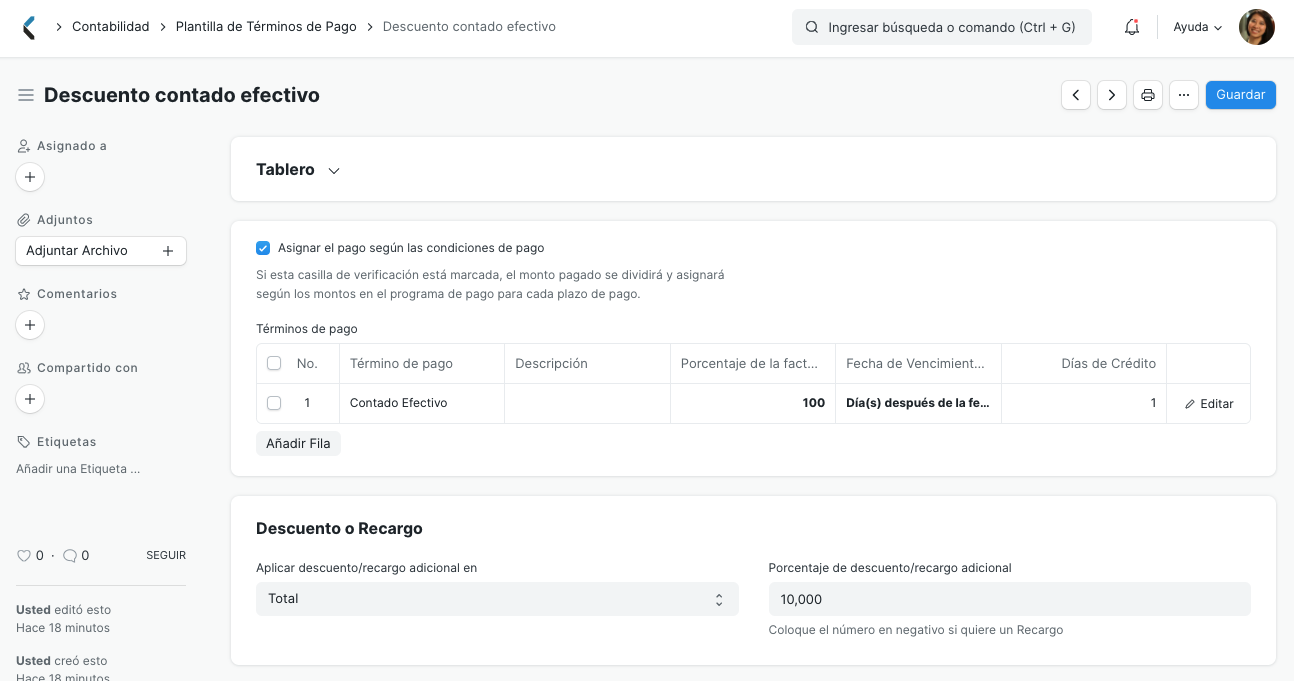 Contabilidad
Plantilla de Términos de Pago
Descuento contado efectivo
Ingresar búsqueda o comando (Ctrl + G)
Ayuda
Descuento contado efectivo
Guardar
Asignado a
Adjuntos
Adjuntar Archivo
Comentarios
Compartido con
Etiquetas
Añadir una Etiqueta ...
0 · 0 SEGUIR
Usted editó esto
Hace 18 minutos
Usted creó esto
Hace 18 minutos
Tablero
Asignar el pago según las condiciones de pago
Si esta casilla de verificación está marcada, el monto pagado se dividirá y asignará
según los montos en el programa de pago para cada plazo de pago.
Términos de pago
No. Término de pago Descripción Porcentaje de la fact... Fecha de Vencimient... Días de Crédito
1 Contado Efectivo 100 Día(s) después de la fe... 1 Editar
Añadir Fila
Descuento o Recargo
Aplicar descuento/recargo adicional en
Total
Porcentaje de descuento/recargo adicional
10,000
Coloque el número en negativo si quiere un Recargo